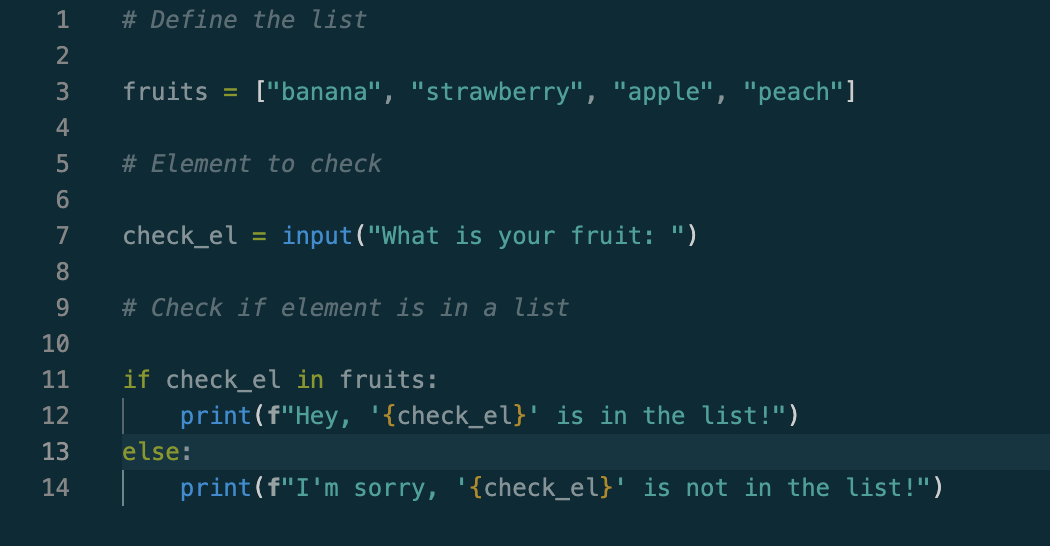 1 # Define the list
2
3 fruits = ["banana", "strawberry", "apple", "peach"]
4
5 # Element to check
6
7 check_el = input("What is your fruit: ")
8
9 # Check if element is in a list
10
11 if check_el in fruits:
12     print(f"Hey, '{check_el}' is in the list!")
13 else:
14     print(f"I'm sorry, '{check_el}' is not in the list!")